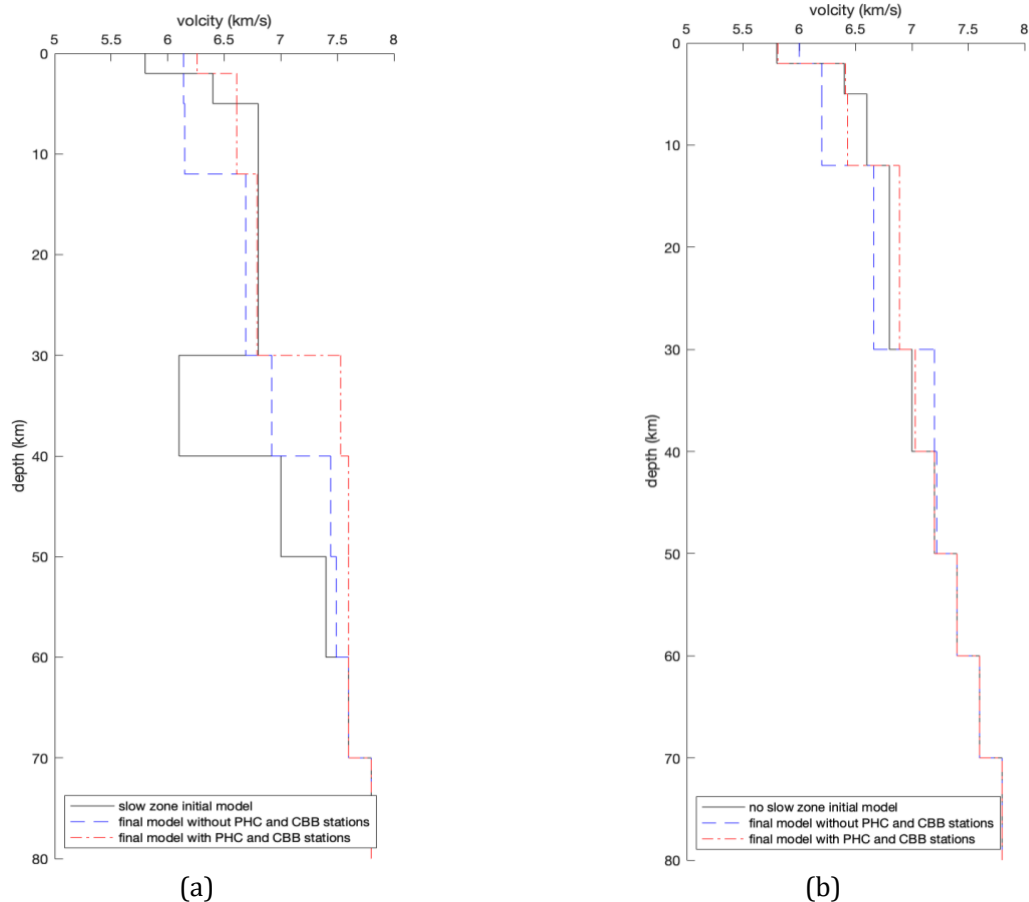 volcity (km/s)
5 5.5 6 6.5 7 7.5 8
0
10
20
30
40
50
60
70
80
depth (km)
slow zone initial model
final model without PHC and CBB stations
final model with PHC and CBB stations
(a)
volcity (km/s)
5 5.5 6 6.5 7 7.5 8
0
10
20
30
40
50
60
70
80
depth (km)
no slow zone initial model
final model without PHC and CBB stations
final model with PHC and CBB stations
(b)